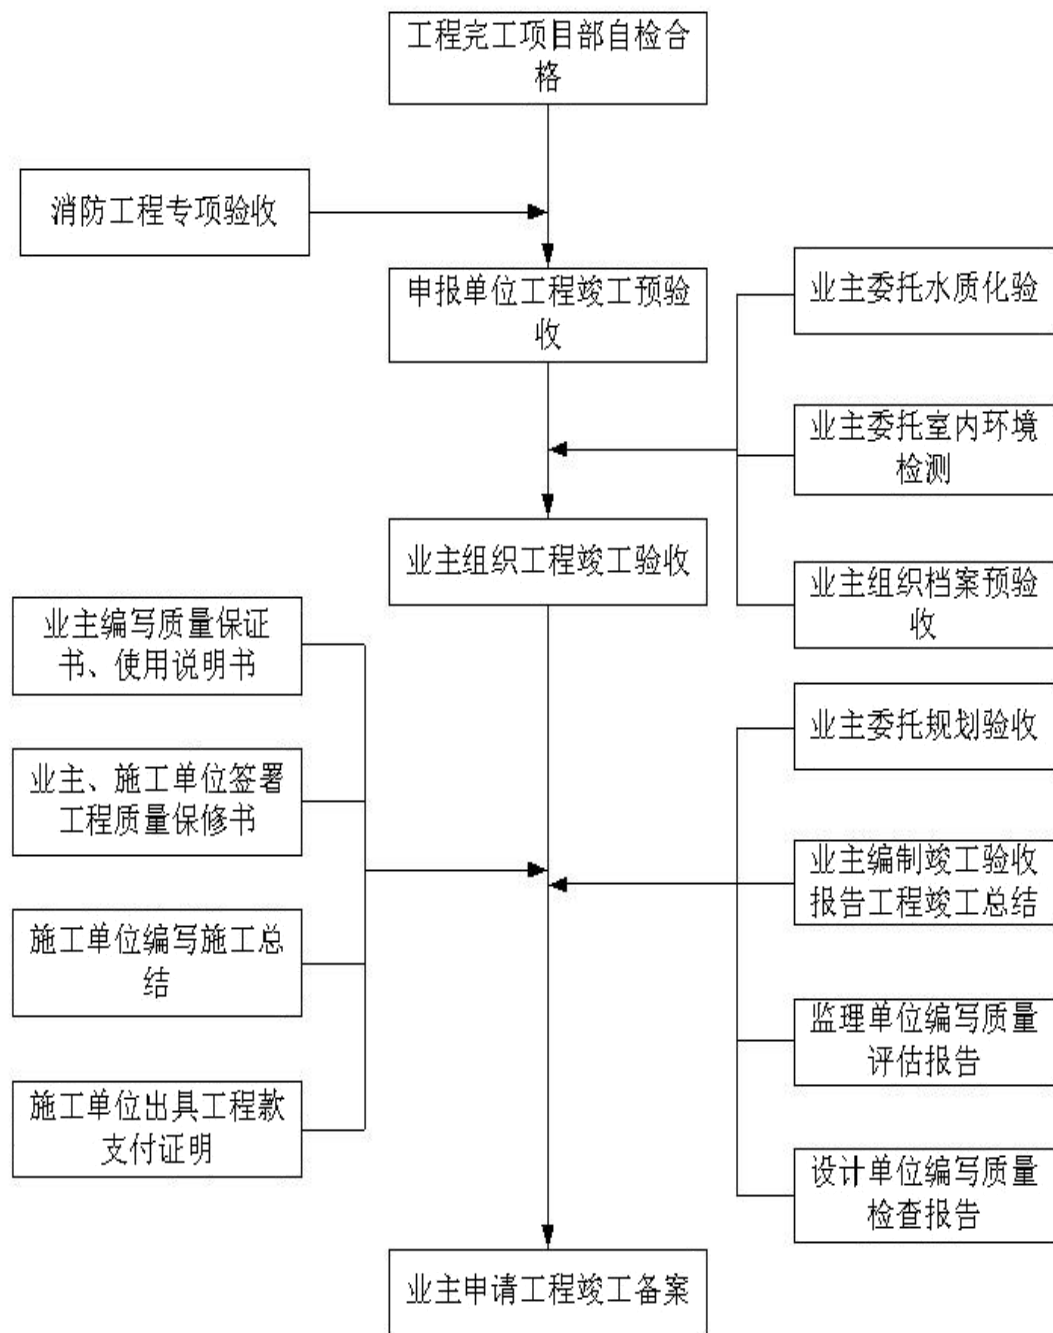 工程完工项目部自检合
格
消防工程专项验收
申报单位工程竣工预验
收
业主委托水质化验
业主委托室内环境
检测
业主组织工程竣工验收
业主组织档案预验
收
业主编写质量保证
书、使用说明书
业主委托规划验收
业主、施工单位签署
工程质量保修书
业主编制竣工验收
报告工程竣工总结
施工单位编写施工总
结
监理单位编写质量
评估报告
施工单位出具工程款
支付证明
设计单位编写质量
检查报告
业主申请工程竣工备案